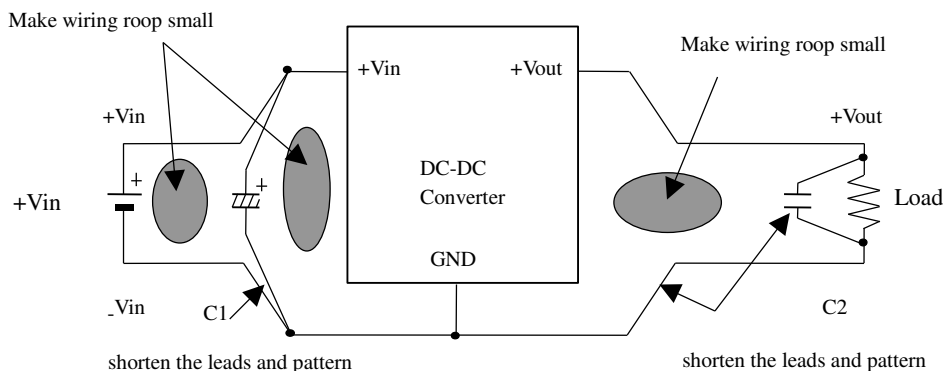 Make wiring roop small
Make wiring roop small
+Vin
+Vout
+Vin
+Vout
+
+
DC-DC
Converter
+Vin
Load
GND
-Vin
C1
C2
shorten the leads and pattern
shorten the leads and pattern